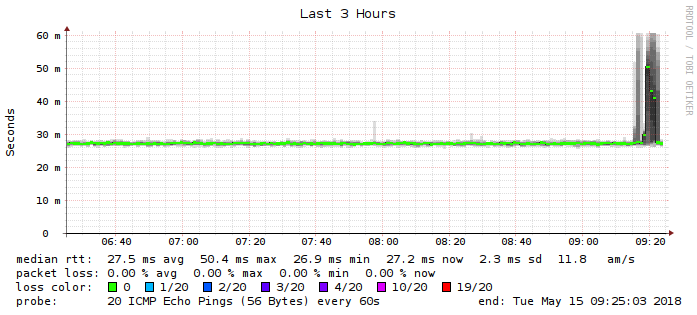 Last 3 Hours
RRDTOOL / TOBI OETIKER
Seconds
60 m
50 m
40 m
30 m
20 m
10 m
0
06:40 07:00 07:20 07:40 08:00 08:20 08:40 09:00 09:20
median rtt: 27.5 ms avg 50.4 ms max 26.9 ms min 27.2 ms now 2.3 ms sd 11.8 am/s
packet loss: 0.00 % avg 0.00 % max 0.00 % min 0.00 % now
loss color: 0 1/20 2/20 3/20 4/20 10/20 19/20
probe: 20 ICMP Echo Pings (56 Bytes) every 60s end: Tue May 15 09:25:03 2018